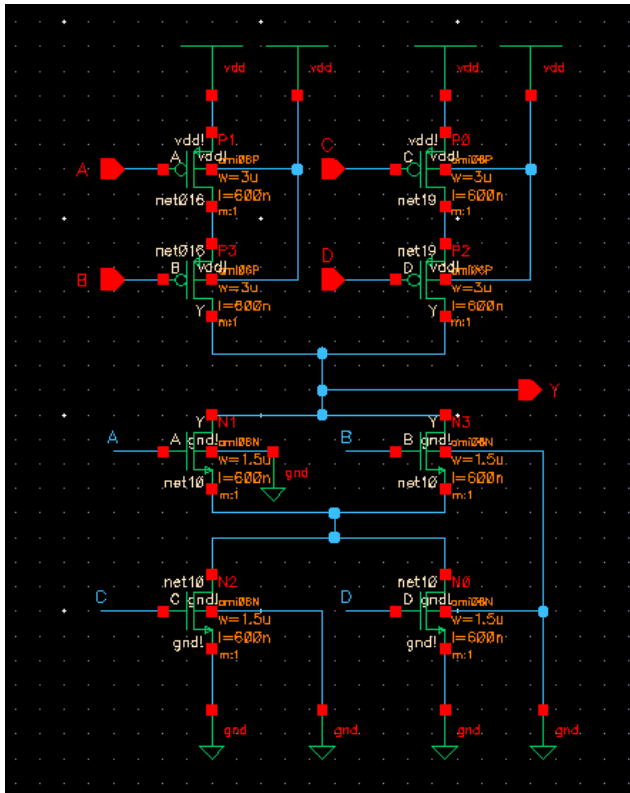 vdd vdd vdd vdd
vdd! P1 vdd! P0
A A vdd! ami06P C C vdd! ami06P
w=3u w=3u
l=600n l=600n
net016 m:1 net19 m:1
net016 P3 net19 P2
B B vdd! ami06P D D vdd! ami06P
w=3u w=3u
l=600n l=600n
Y m:1 Y m:1
Y
Y N1 Y N3
A A gnd! ami06N B B gnd! ami06N
w=1.5u w=1.5u
l=600n gnd l=600n
net10 m:1 net10 m:1
net10 N2 net10 N0
C C gnd! ami06N D D gnd! ami06N
w=1.5u w=1.5u
l=600n l=600n
gnd! m:1 gnd! m:1
gnd gnd gnd gnd